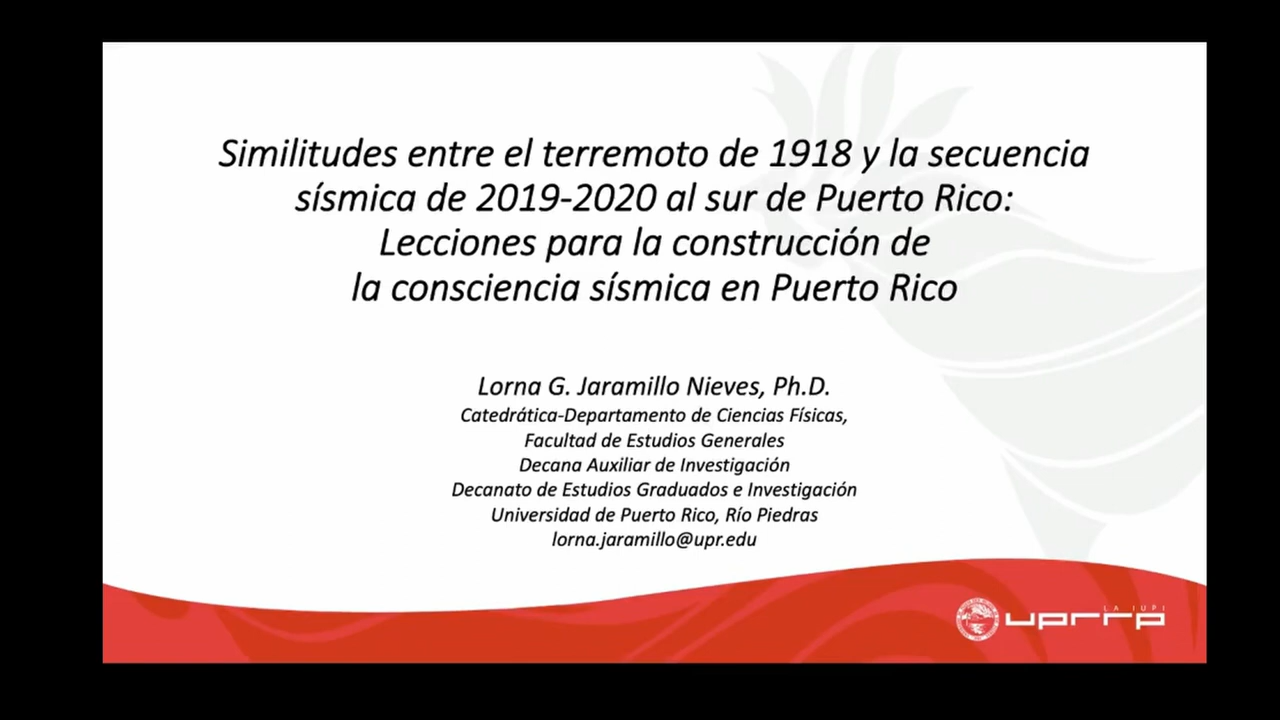 Similitudes entre el terremoto de 1918 y la secuencia
sísmica de 2019-2020 al sur de Puerto Rico:
Lecciones para la construcción de
la consciencia sísmica en Puerto Rico
Lorna G. Jaramillo Nieves, Ph.D.
Catedrática-Departamento de Ciencias Físicas,
Facultad de Estudios Generales
Decana Auxiliar de Investigación
Decanato de Estudios Graduados e Investigación
Universidad de Puerto Rico, Río Piedras
lorna.jaramillo@upr.edu
LA IUPI
uprrp